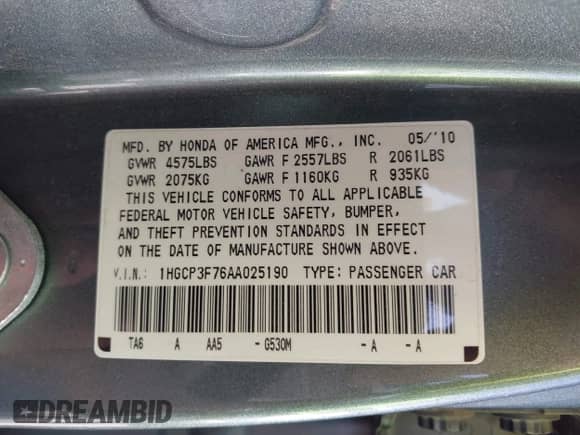 MFD. BY HONDA OF AMERICA MFG., INC. 05/'10
GVWR 4575LBS GAWR F 2557LBS R 2061LBS
GVWR 2075KG GAWR F 1160KG R 935KG
THIS VEHICLE CONFORMS TO ALL APPLICABLE
FEDERAL MOTOR VEHICLE SAFETY, BUMPER,
AND THEFT PREVENTION STANDARDS IN EFFECT
ON THE DATE OF MANUFACTURE SHOWN ABOVE.
V.I.N: 1HGCP3F76AA025190 TYPE: PASSENGER CAR
TA6 A AA5 - G530M - A - A
DREAMBID